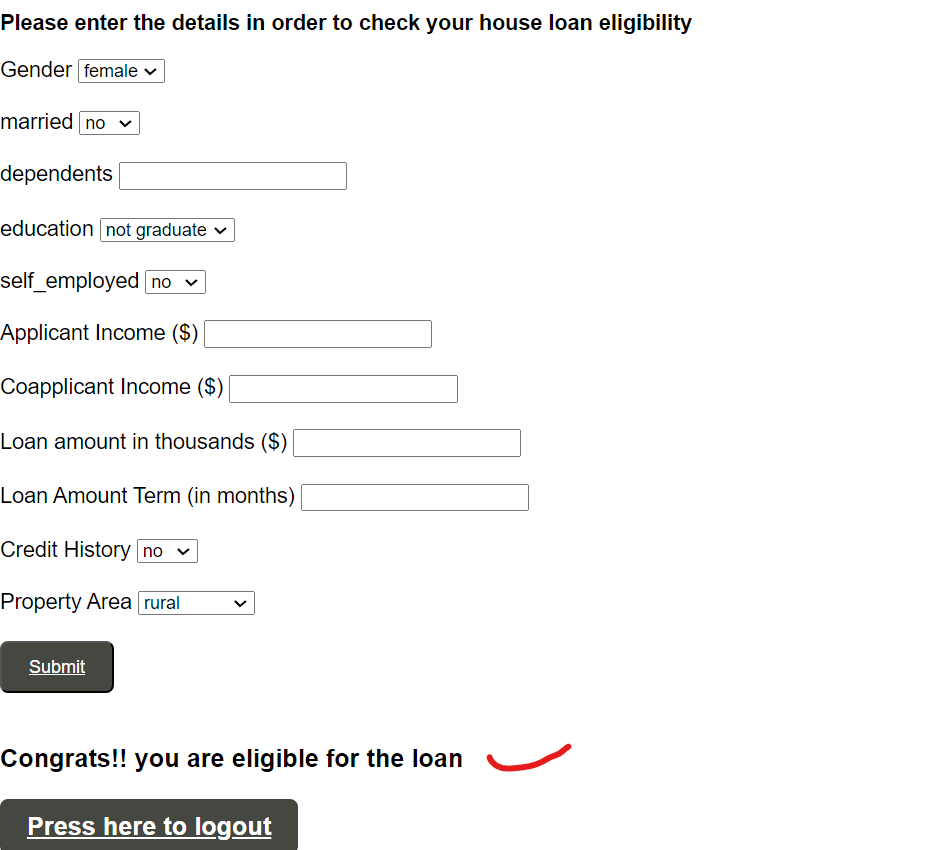 Please enter the details in order to check your house loan eligibility
Gender female
married no
dependents
education not graduate
self_employed no
Applicant Income ($)
Coapplicant Income ($)
Loan amount in thousands ($)
Loan Amount Term (in months)
Credit History no
Property Area rural
Submit
Congrats!! you are eligible for the loan
Press here to logout